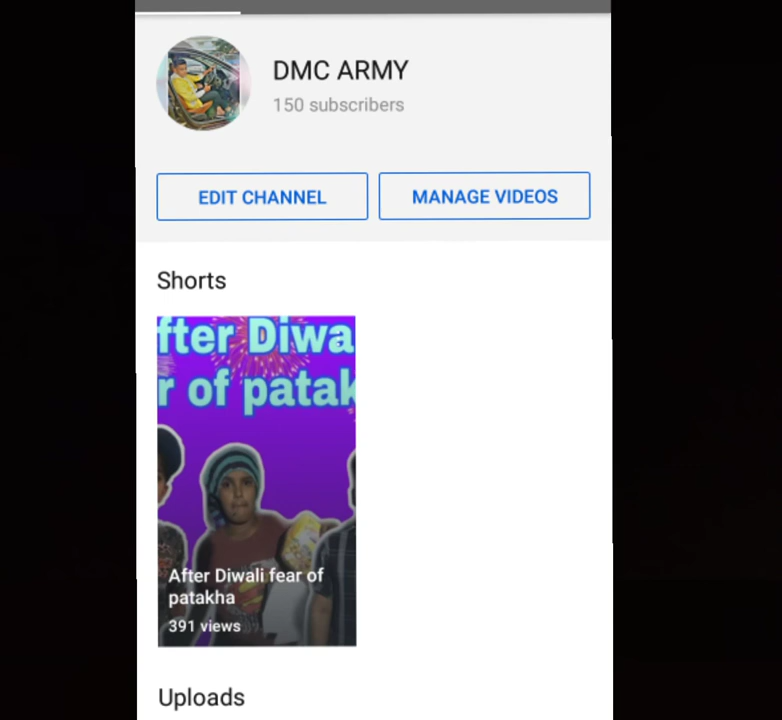 DMC ARMY
150 subscribers
EDIT CHANNEL
MANAGE VIDEOS
Shorts
fter Diwa
r of patak
After Diwali fear of
patakha
391 views
Uploads